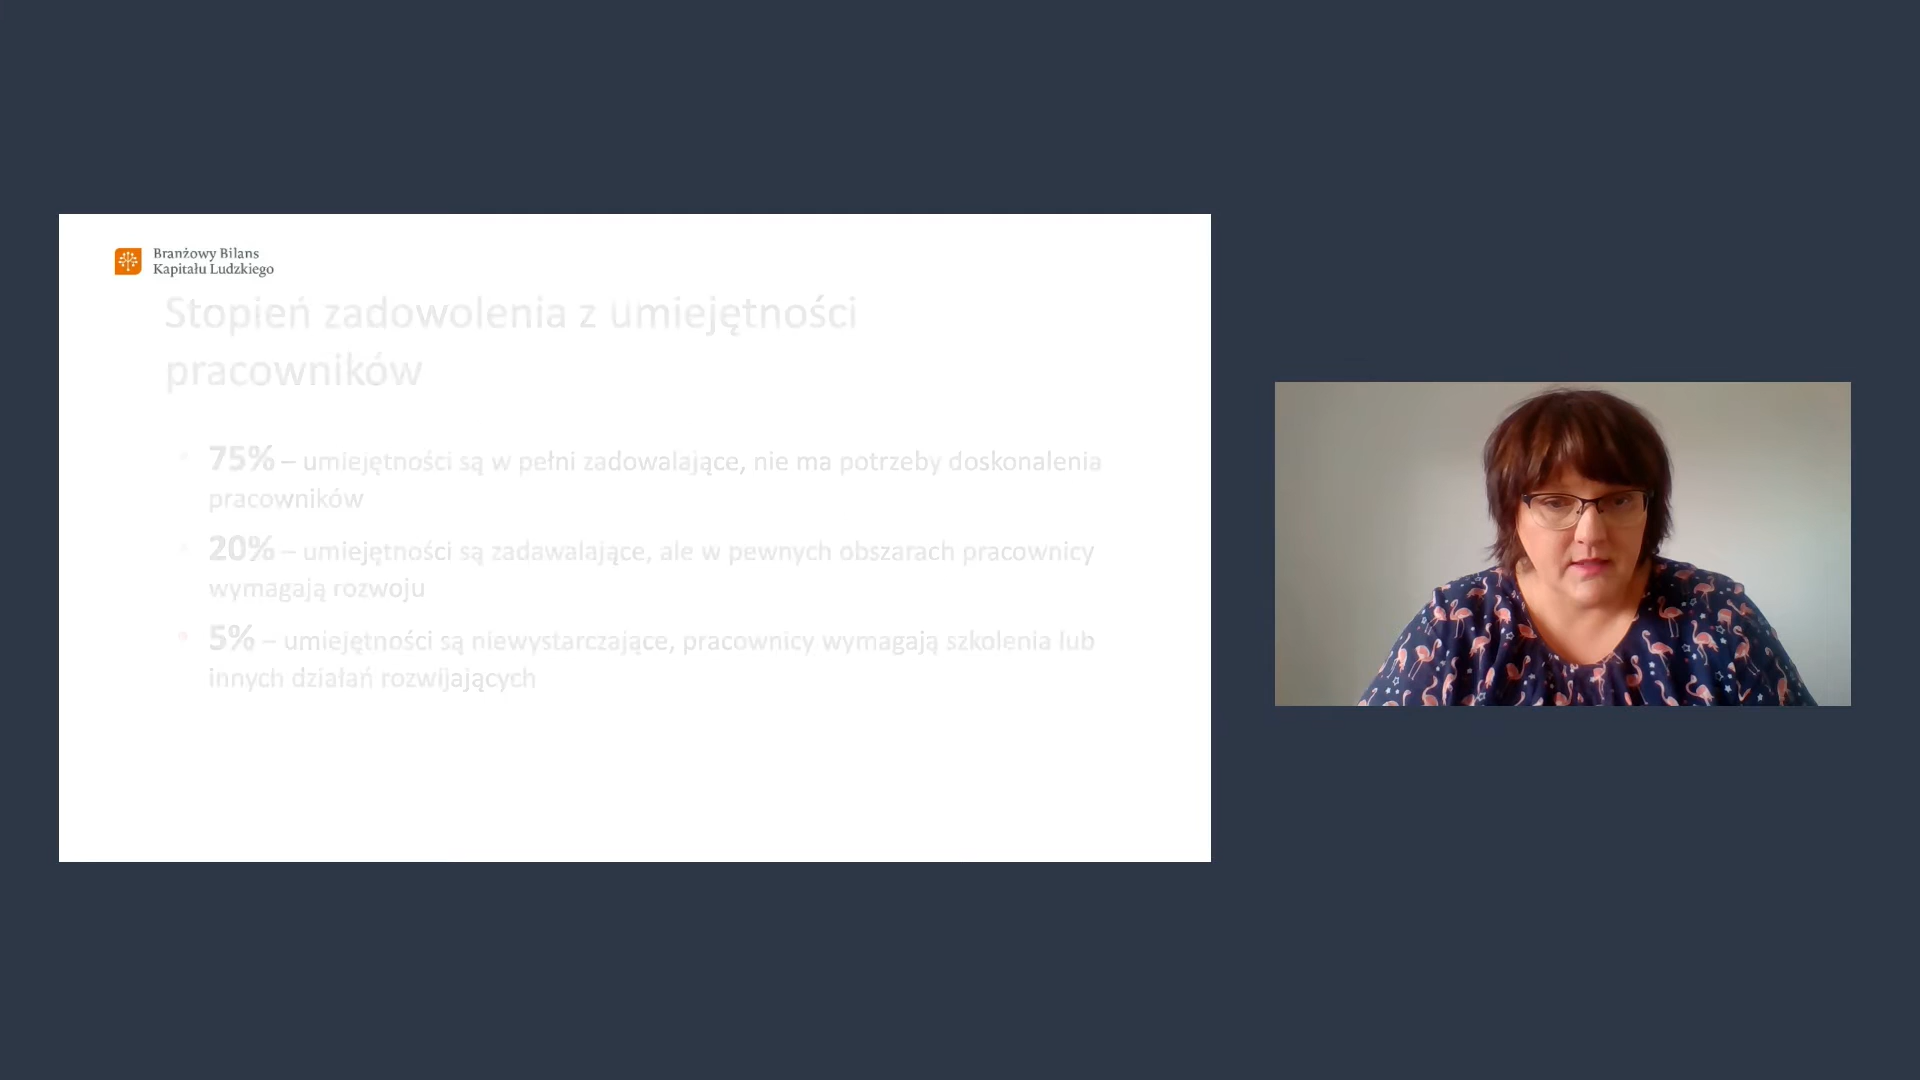 Branżowy Bilans
Kapitału Ludzkiego
Stopień zadowolenia z umiejętności
pracowników
75% – umiejętności są w pełni zadowalające, nie ma potrzeby doskonalenia
pracowników
20% – umiejętności są zadawalające, ale w pewnych obszarach pracownicy
wymagają rozwoju
5% – umiejętności są niewystarczające, pracownicy wymagają szkolenia lub
innych działań rozwijających